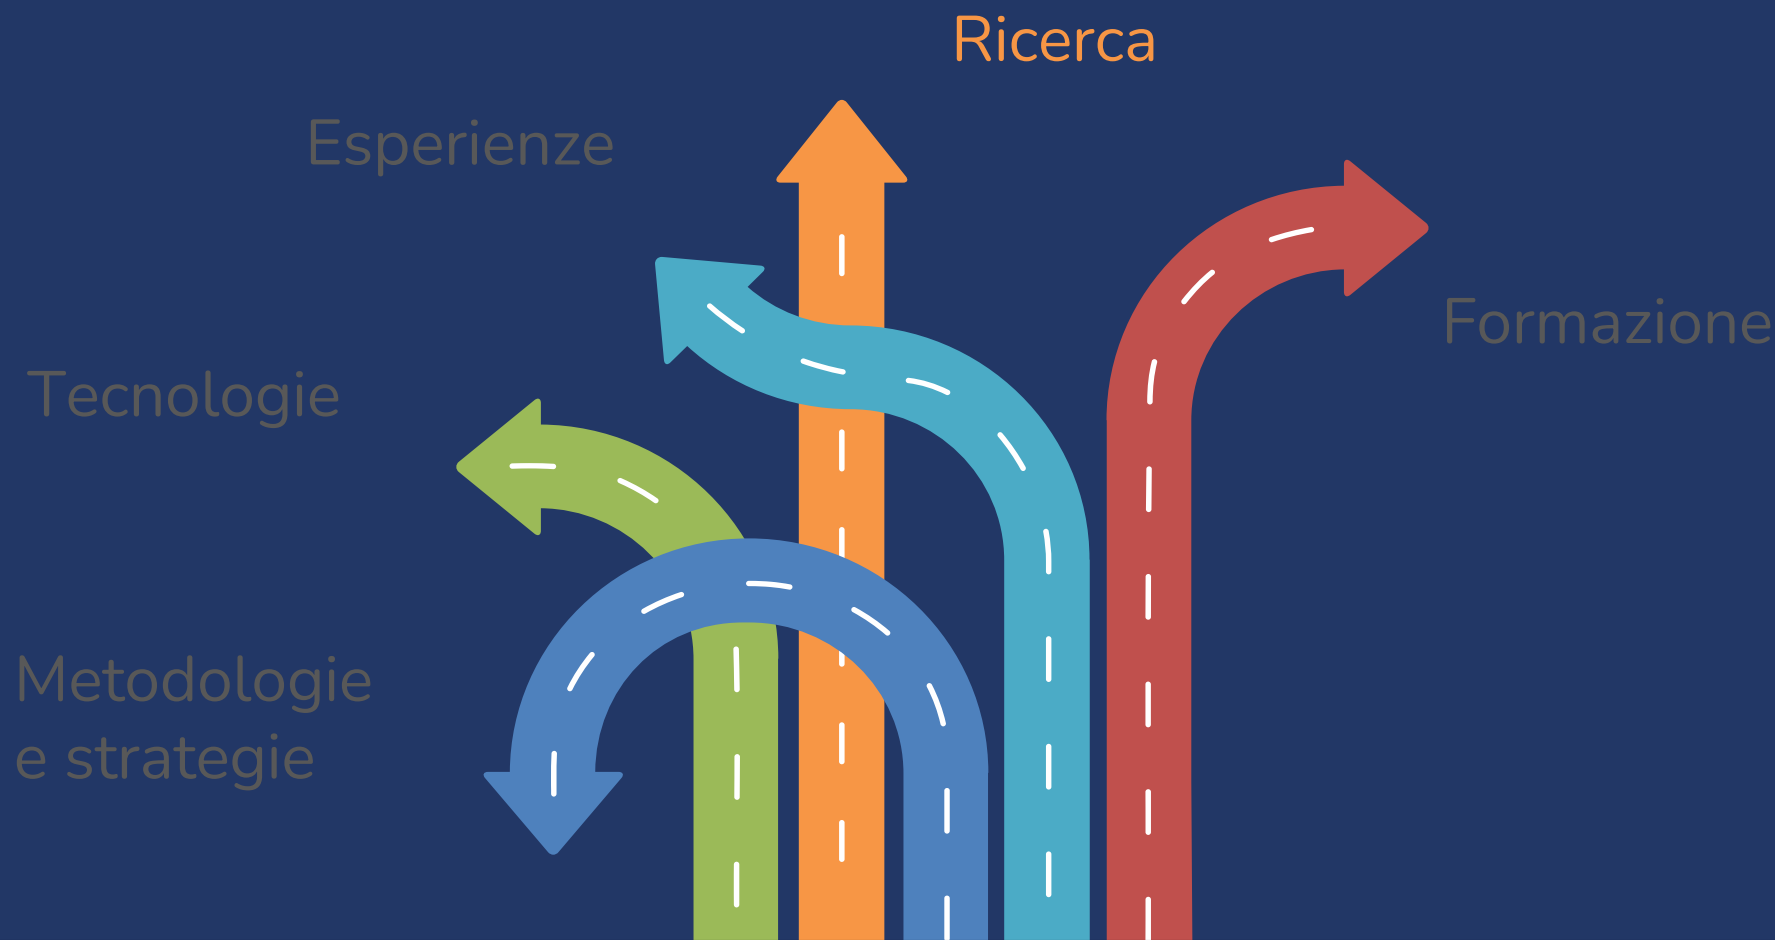 Ricerca
Esperienze
Formazione
Tecnologie
Metodologie
e strategie